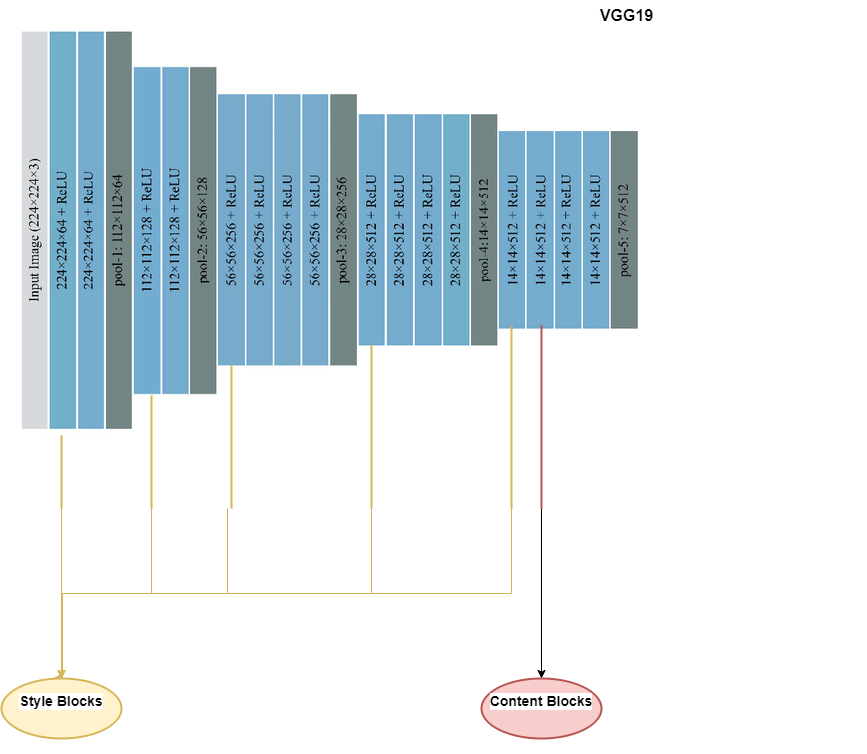 VGG19
Input Image (224×224×3)
224×224×64 + ReLU
224×224×64 + ReLU
pool-1: 112×112×64
112×112×128 + ReLU
112×112×128 + ReLU
pool-2: 56×56×128
56×56×256 + ReLU
56×56×256 + ReLU
56×56×256 + ReLU
56×56×256 + ReLU
pool-3: 28×28×256
28×28×512 + ReLU
28×28×512 + ReLU
28×28×512 + ReLU
28×28×512 + ReLU
pool-4:14×14×512
14×14×512 + ReLU
14×14×512 + ReLU
14×14×512 + ReLU
14×14×512 + ReLU
pool-5: 7×7×512
Style Blocks
Content Blocks